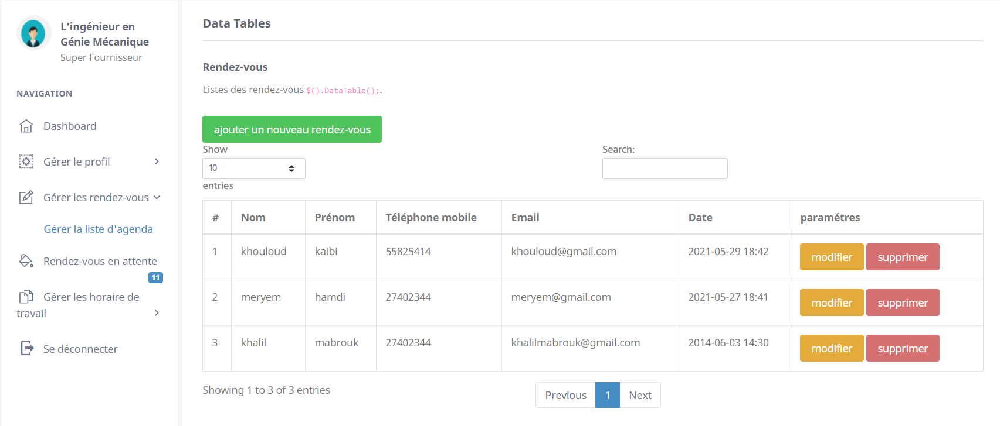 L'ingénieur en
Génie Mécanique
Super Fournisseur
NAVIGATION
Dashboard
Gérer le profil
Gérer les rendez-vous
Gérer la liste d'agenda
Rendez-vous en attente
11
Gérer les horaire de
travail
Se déconnecter
Data Tables
Rendez-vous
Listes des rendez-vous $().DataTable();.
ajouter un nouveau rendez-vous
Show
10
entries
Search:
# Nom Prénom Téléphone mobile Email Date paramétres
1 khouloud kaibi 55825414 khouloud@gmail.com 2021-05-29 18:42 modifier supprimer
2 meryem hamdi 27402344 meryem@gmail.com 2021-05-27 18:41 modifier supprimer
3 khalil mabrouk 27402344 khalilmabrouk@gmail.com 2014-06-03 14:30 modifier supprimer
Showing 1 to 3 of 3 entries
Previous 1 Next